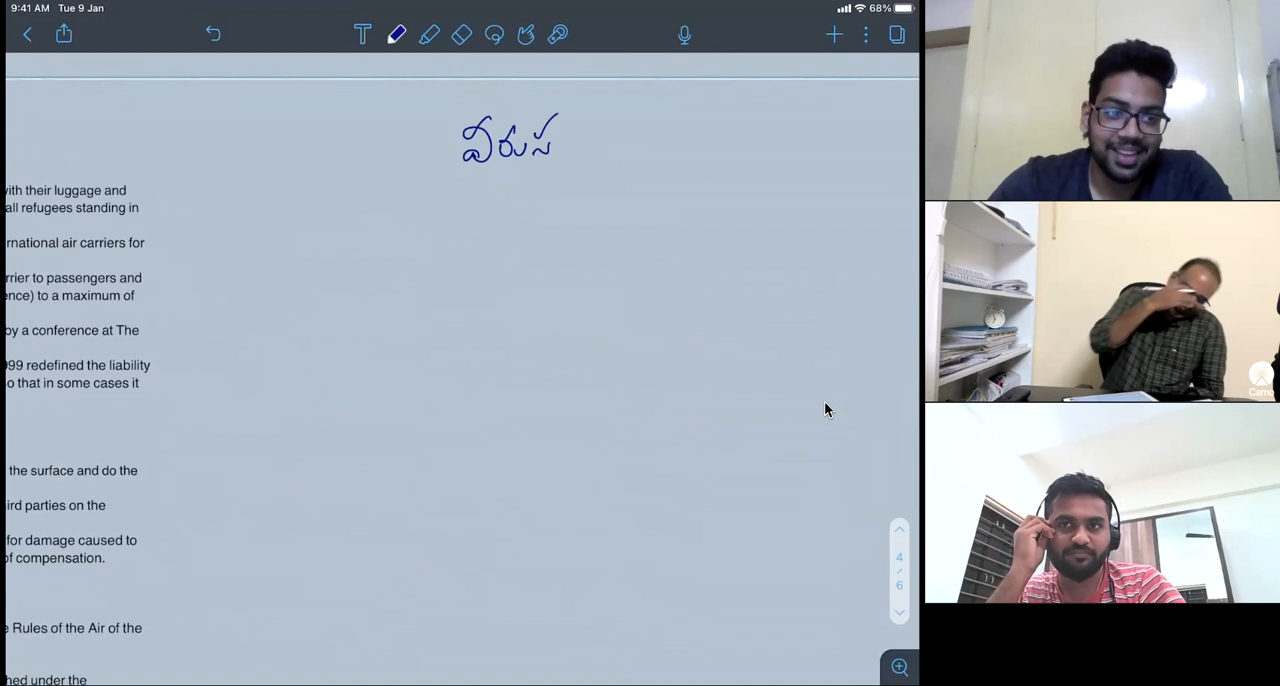 9:41 AM Tue 9 Jan
68%
వీరుస
with their luggage and
all refugees standing in
rnational air carriers for
rrier to passengers and
ence) to a maximum of
by a conference at The
999 redefined the liability
o that in some cases it
the surface and do the
ird parties on the
for damage caused to
of compensation.
e Rules of the Air of the
hed under the
4
/
6
Camo